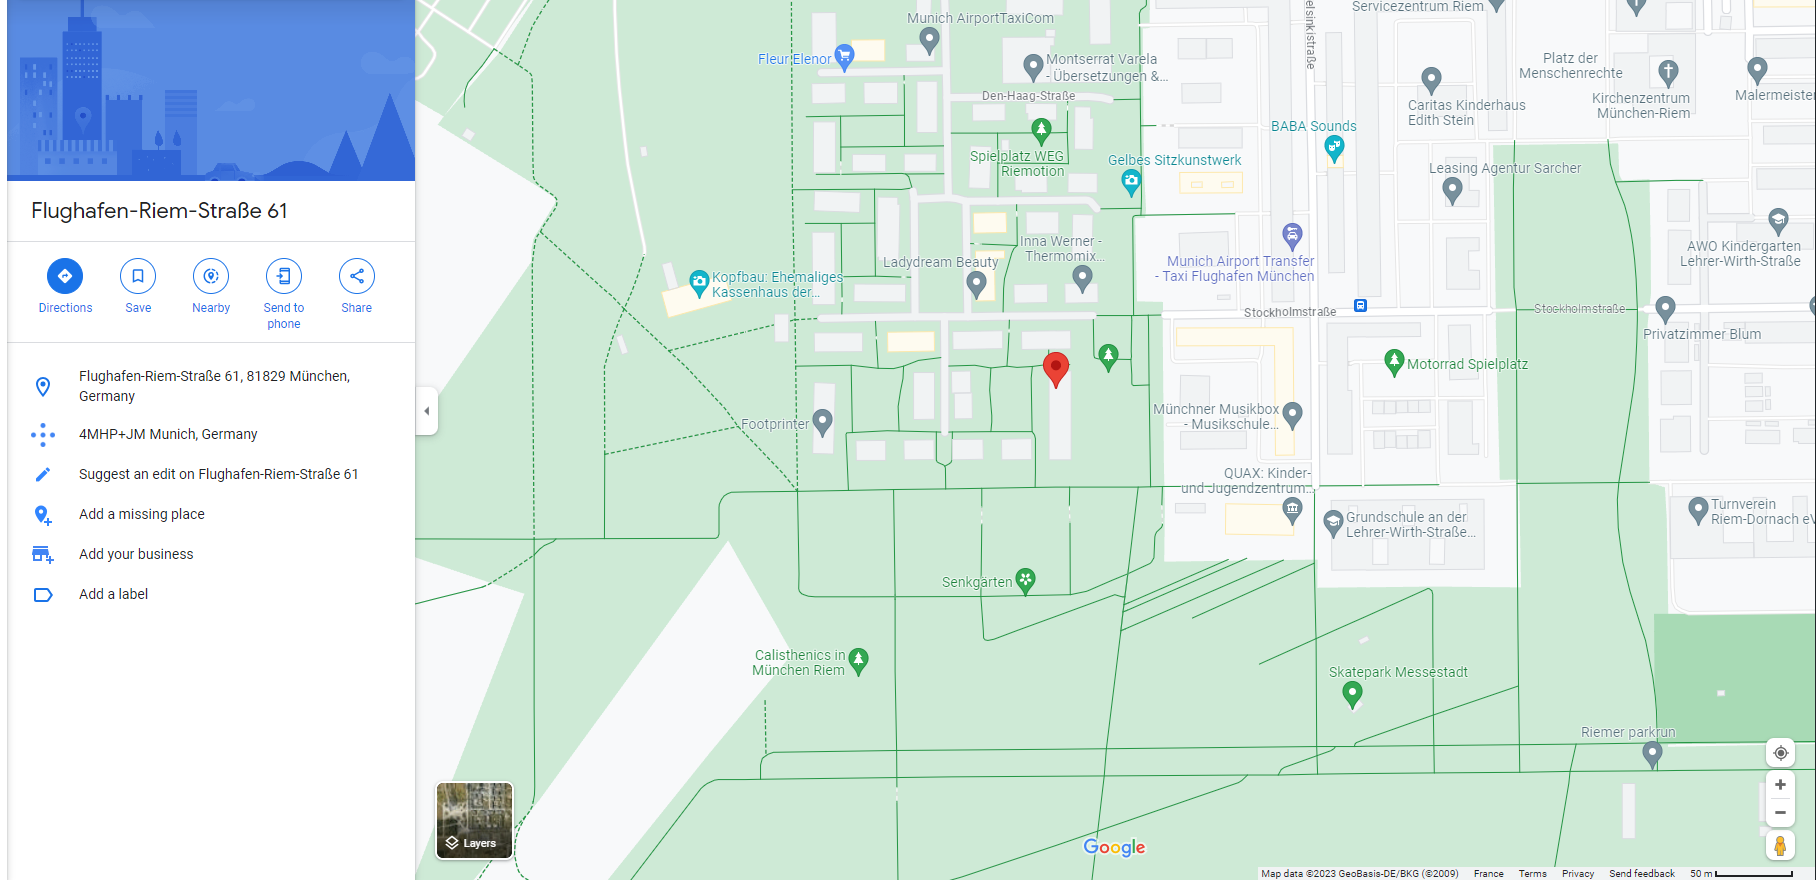 Flughafen-Riem-Straße 61
Directions
Save
Nearby
Send to
phone
Share
Flughafen-Riem-Straße 61, 81829 München,
Germany
4MHP+JM Munich, Germany
Suggest an edit on Flughafen-Riem-Straße 61
Add a missing place
Add your business
Add a label
Layers
Munich AirportTaxiCom
Fleur Elenor
Montserrat Varela
- Übersetzungen &...
Den-Haag-Straße
Spielplatz WEG
Riemotion
Gelbes Sitzkunstwerk
BABA Sounds
Servicezentrum Riem
Platz der
Menschenrechte
Caritas Kinderhaus
Edith Stein
Kirchenzentrum
München-Riem
Malermeister
Leasing Agentur Sarcher
AWO Kindergarten
Lehrer-Wirth-Straße
Inna Werner -
Thermomix...
Ladydream Beauty
Kopfbau: Ehemaliges
Kassenhaus der...
Munich Airport Transfer
- Taxi Flughafen München
Stockholmstraße
Stockholmstraße
Privatzimmer Blum
Motorrad Spielplatz
Footprinter
Münchner Musikbox
- Musikschule...
QUAX: Kinder-
und Jugendzentrum...
Grundschule an der
Lehrer-Wirth-Straße...
Turnverein
Riem-Dornach eV
Senkgärten
Calisthenics in
München Riem
Skatepark Messestadt
Riemer parkrun
Google
Map data ©2023 GeoBasis-DE/BKG (©2009)
France
Terms
Privacy
Send feedback
50 m